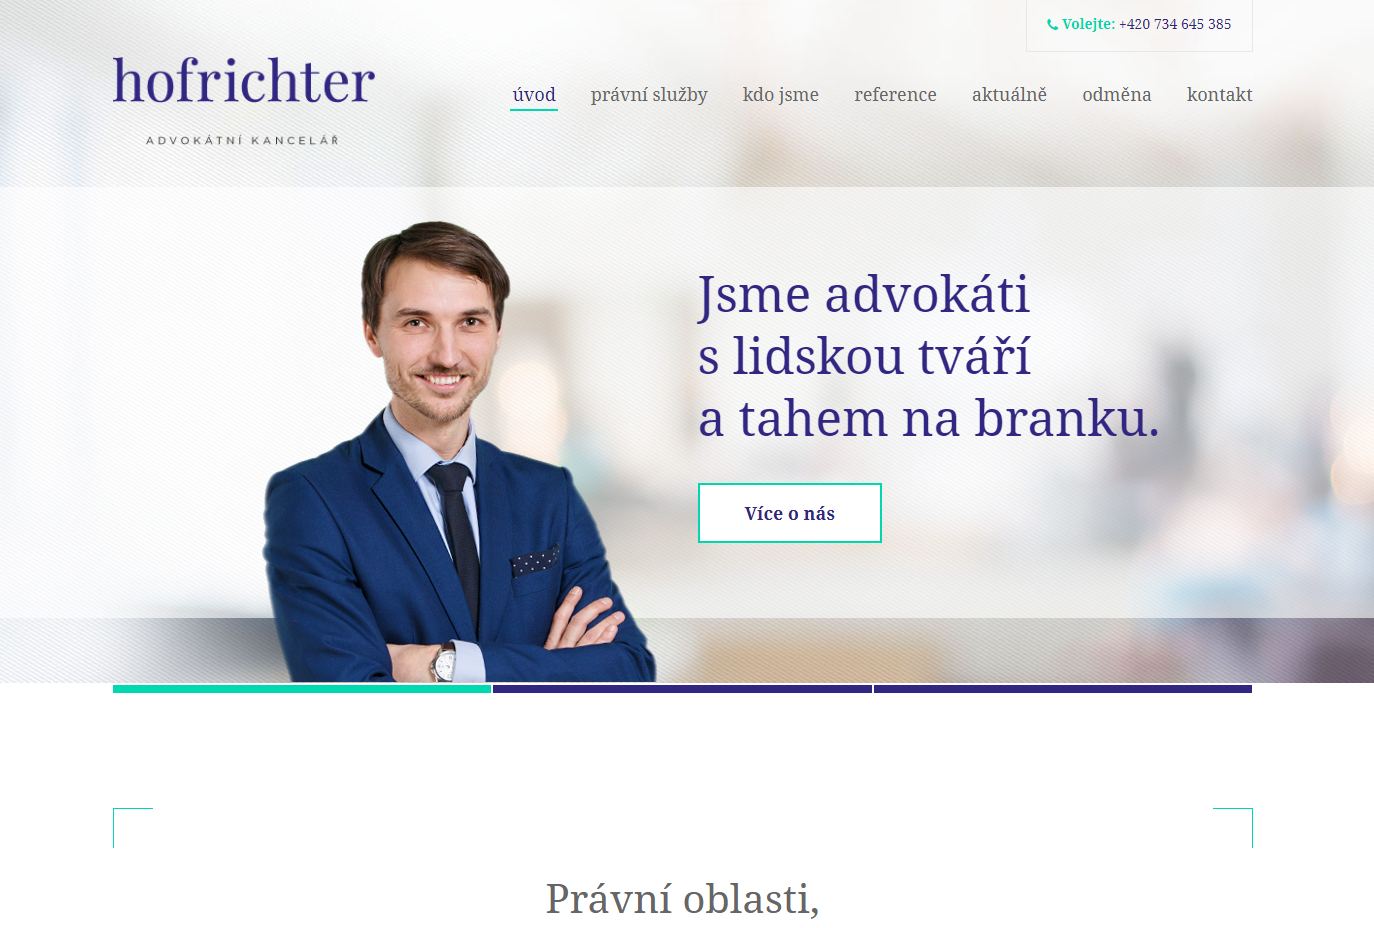 Volejte: +420 734 645 385
hofrichter
ADVOKÁTNÍ KANCELÁŘ
úvod právní služby kdo jsme reference aktuálně odměna kontakt
Jsme advokáti
s lidskou tváří
a tahem na branku.
Více o nás
Právní oblasti,